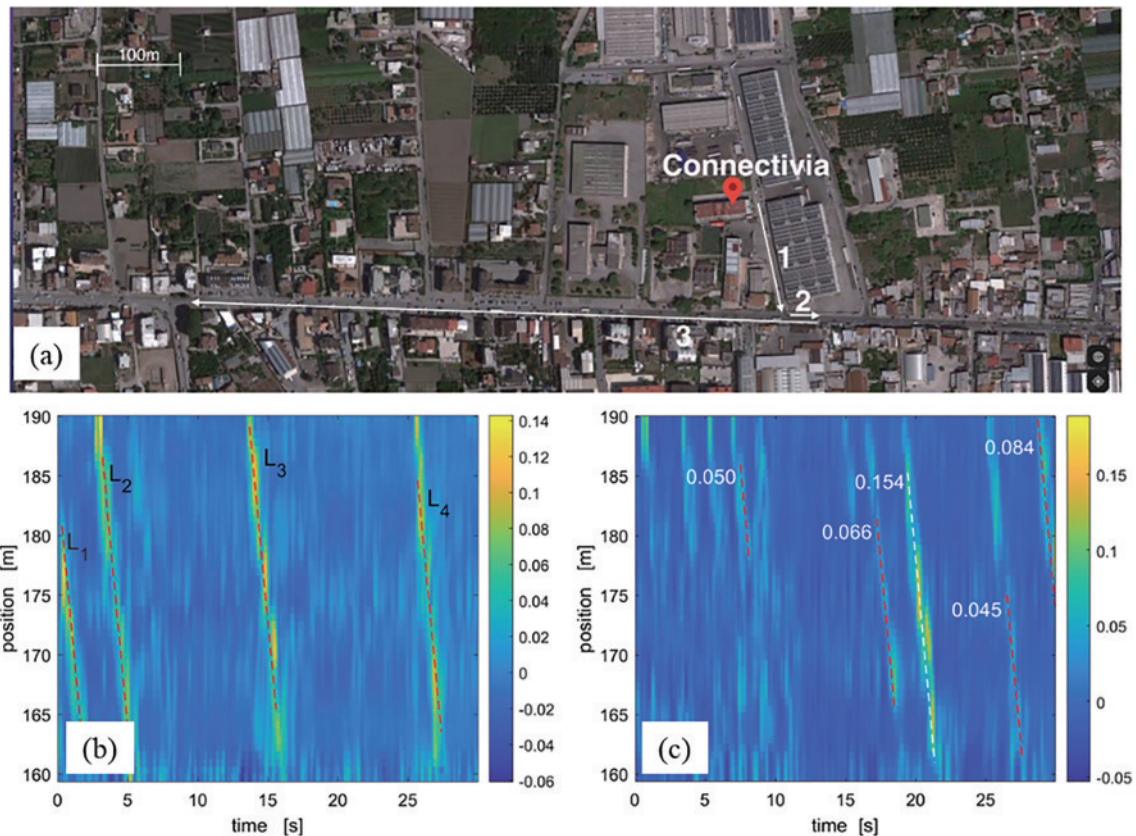 100m
Connectivia
1
2
3
(a)
190
185
180
175
170
165
160
position [m]
0 5 10 15 20 25
time [s]
L1
L2
L3
L4
(b)
0.14
0.12
0.1
0.08
0.06
0.04
0.02
0
-0.02
-0.04
-0.06
190
185
180
175
170
165
160
position [m]
0 5 10 15 20 25
time [s]
0.050
0.066
0.154
0.045
0.084
(c)
0.15
0.1
0.05
0
-0.05